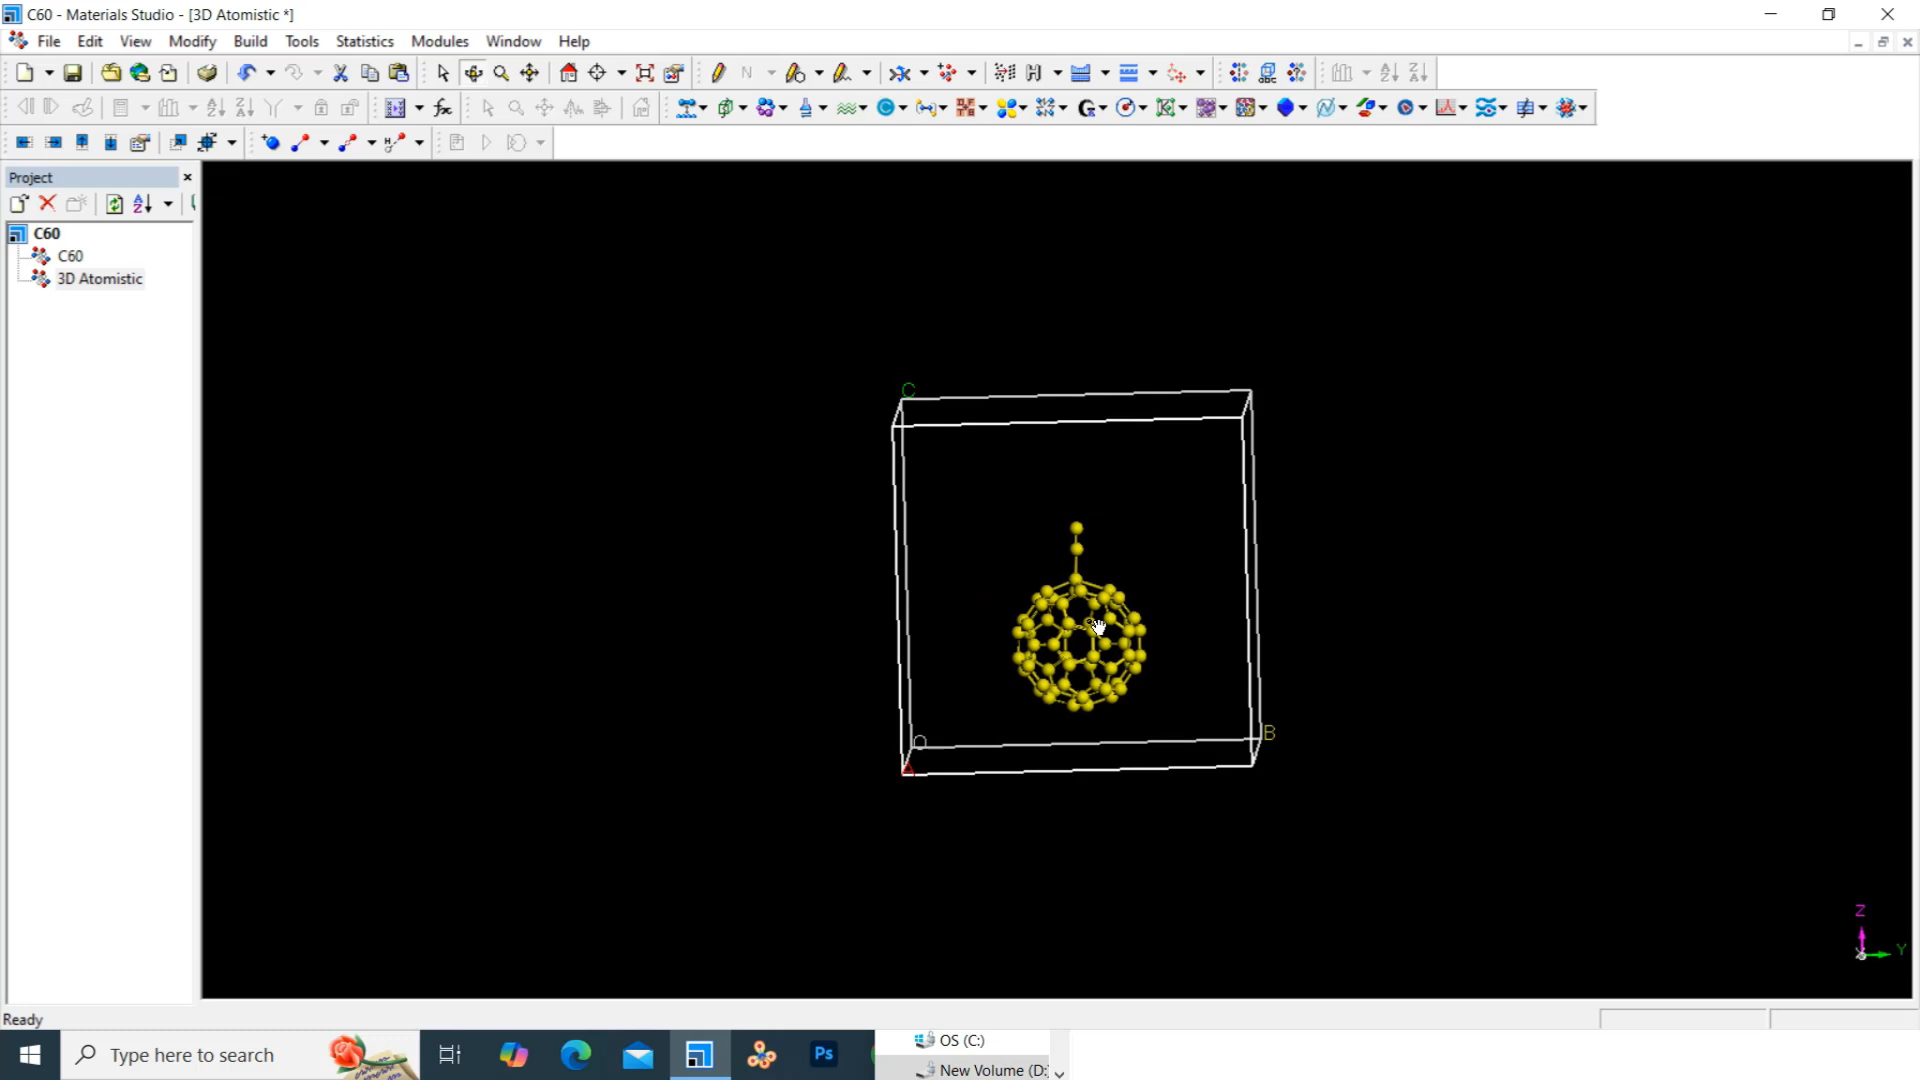 C60 - Materials Studio - [3D Atomistic *]
File Edit View Modify Build Tools Statistics Modules Window Help
Project
C60
C60
3D Atomistic
C
O
B
A
Z
Y
Ready
Type here to search
Ps
OS (C:)
New Volume (D: